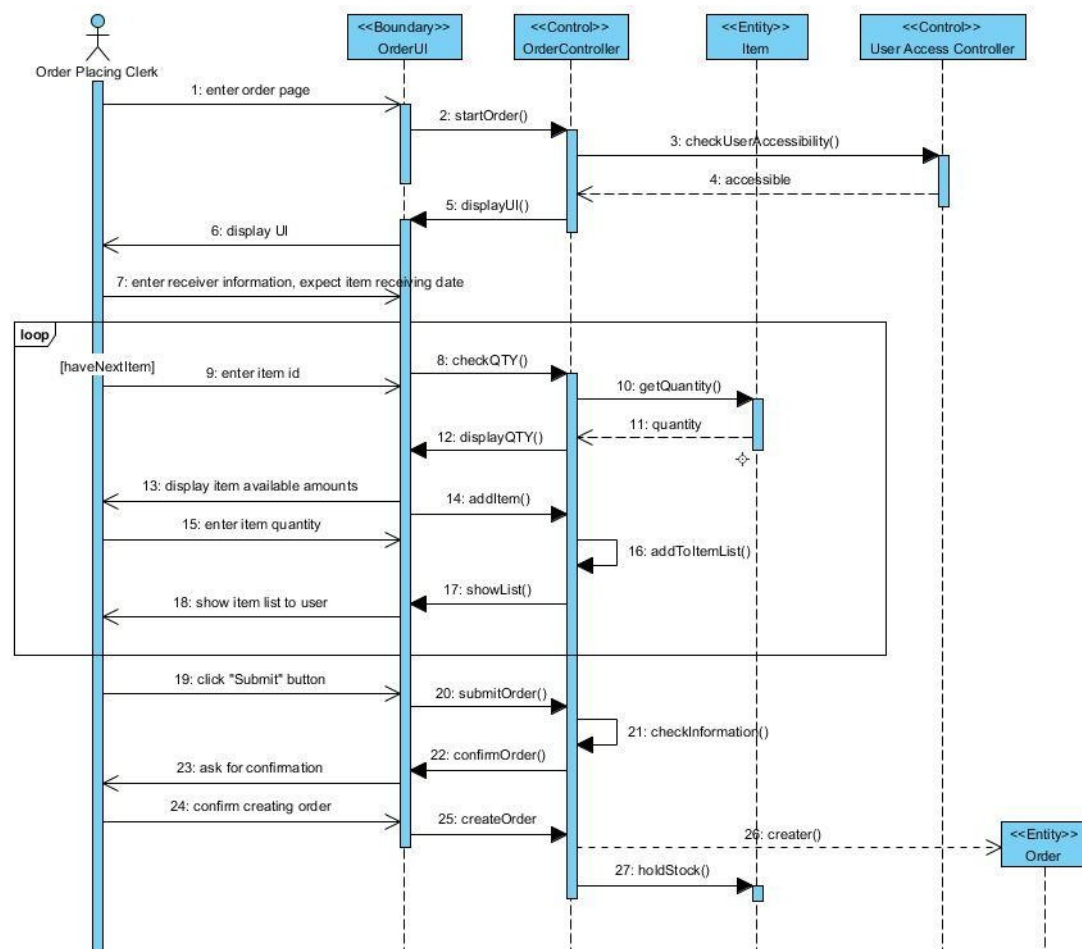 <<Boundary>>
OrderUI
<<Control>>
OrderController
<<Entity>>
Item
<<Control>>
User Access Controller
Order Placing Clerk
1: enter order page
2: startOrder()
3: checkUserAccessibility()
4: accessible
5: displayUI()
6: display UI
7: enter receiver information, expect item receiving date
loop
[haveNextItem]
8: checkQTY()
9: enter item id
10: getQuantity()
11: quantity
12: displayQTY()
13: display item available amounts
14: addItem()
15: enter item quantity
16: addToItemList()
17: showList()
18: show item list to user
19: click "Submit" button
20: submitOrder()
21: checkInformation()
22: confirmOrder()
23: ask for confirmation
24: confirm creating order
25: createOrder
26: creater()
<<Entity>>
Order
27: holdStock()